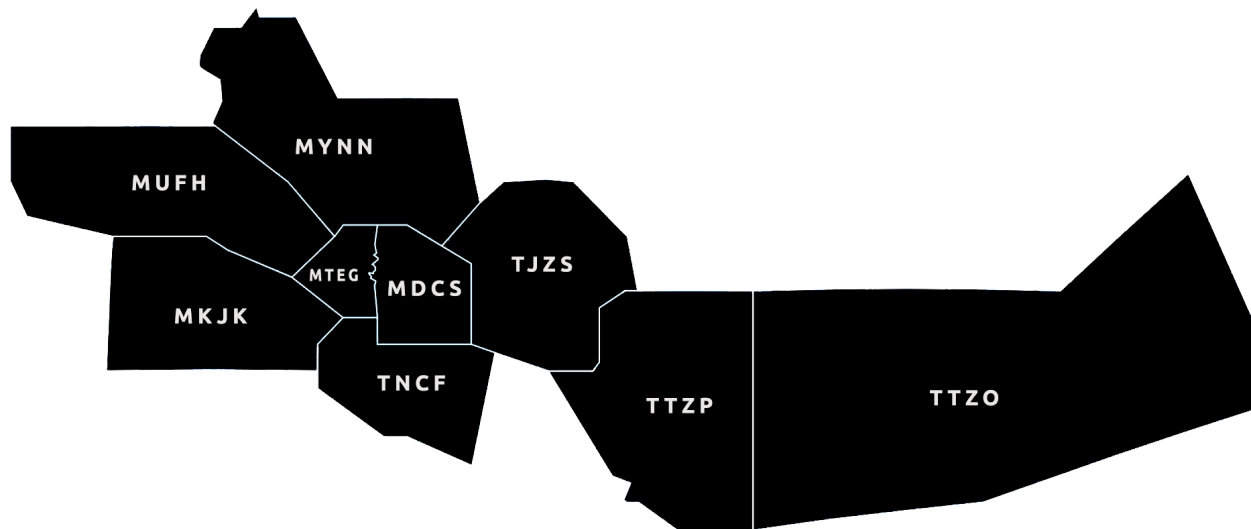 MYNN
MUFH
TJZS
MTEG
MDCS
MKJK
TNCF
TTZP
TTZO